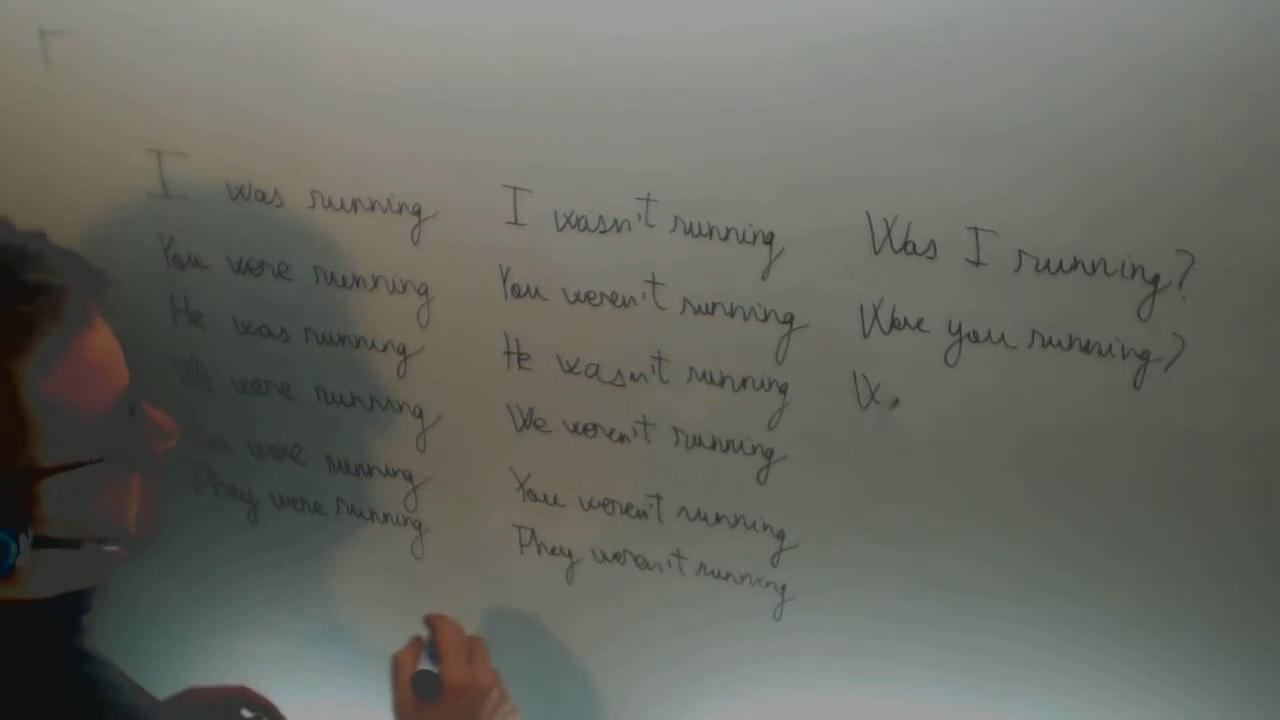 I was running
You were running
He was running
We were running
You were running
They were running
I wasn't running
You weren't running
He wasn't running
We weren't running
You weren't running
They weren't running
Was I running?
Were you running?